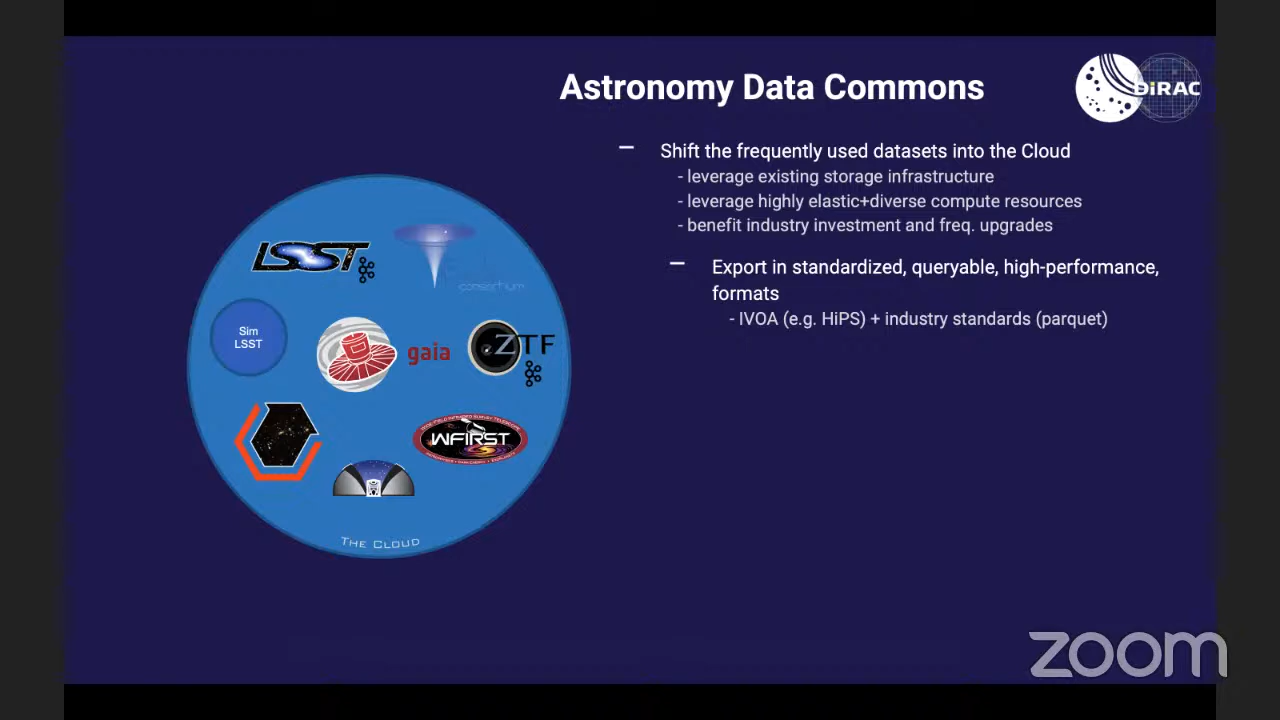 Astronomy Data Commons
DiRAC
– Shift the frequently used datasets into the Cloud
- leverage existing storage infrastructure
- leverage highly elastic+diverse compute resources
- benefit industry investment and freq. upgrades
– Export in standardized, queryable, high-performance,
formats
- IVOA (e.g. HiPS) + industry standards (parquet)
LSST
consortium
Sim
LSST
gaia
ZTF
WFIRST
THE CLOUD
zoom